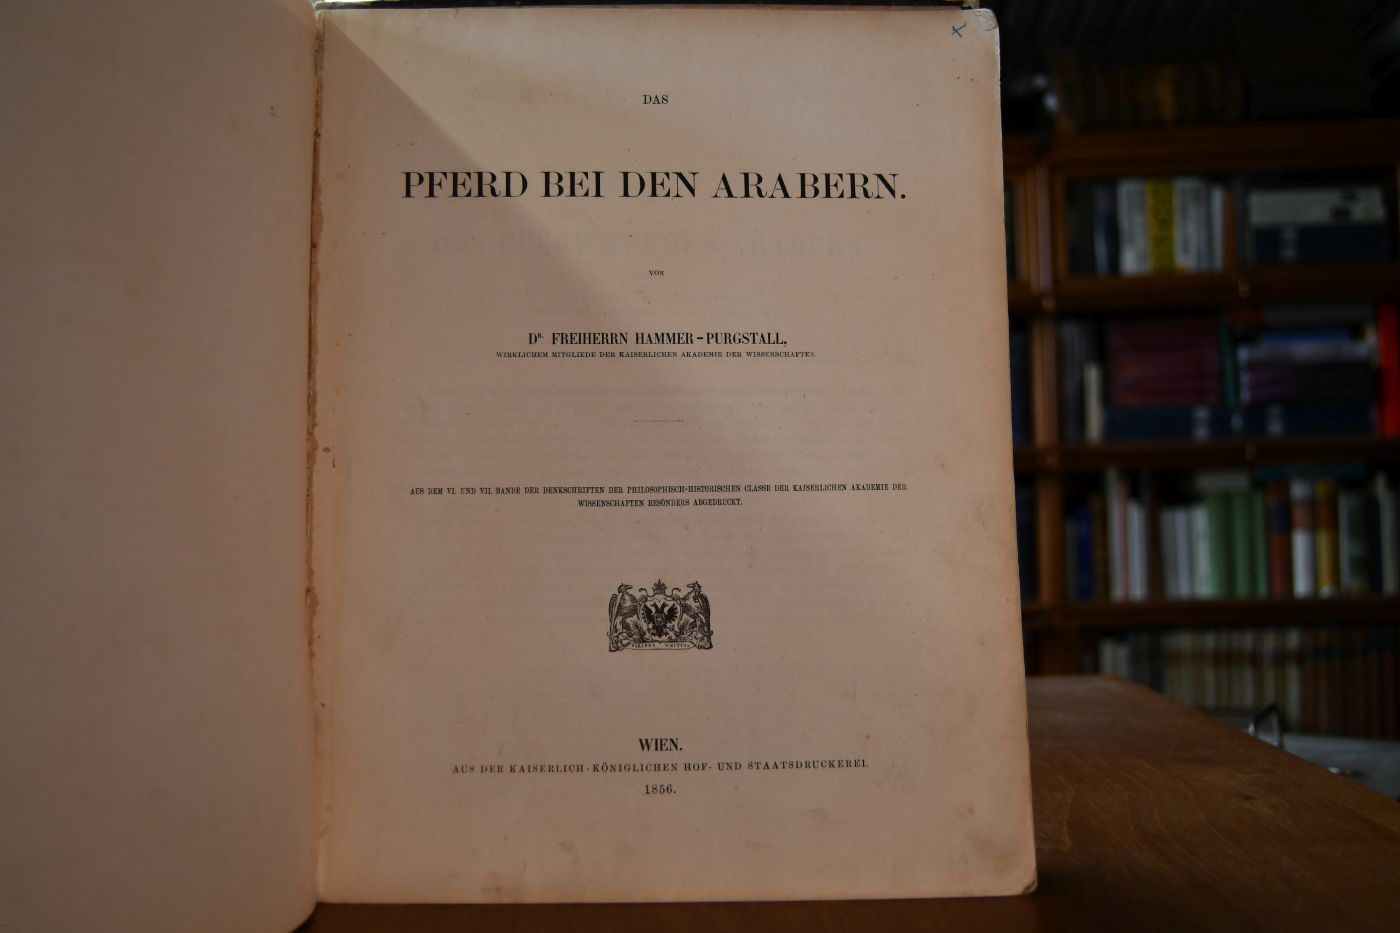 DAS
PFERD BEI DEN ARABERN.
VON
DR. FREIHERRN HAMMER-PURGSTALL,
WIRKLICHEM MITGLIEDE DER KAISERLICHEN AKADEMIE DER WISSENSCHAFTEN.
AUS DEM VI. UND VII. BANDE DER DENKSCHRIFTEN DER PHILOSOPHISCH-HISTORISCHEN CLASSE DER KAISERLICHEN AKADEMIE DER
WISSENSCHAFTEN BESONDERS ABGEDRUCKT.
VIRIBUS UNITIS.
WIEN.
AUS DER KAISERLICH-KÖNIGLICHEN HOF- UND STAATSDRUCKEREI.
1856.